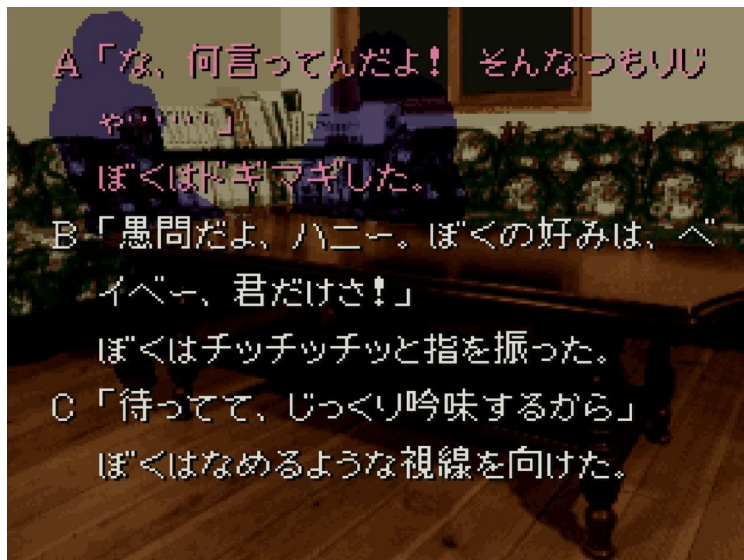 A「な、何言ってんだよ！　そんなつもりじ
ゃ……」
ぼくはドギマギした。
B「愚問だよ、ハニー。ぼくの好みは、ベ
イベー、君だけさ！」
ぼくはチッチッチッと指を振った。
C「待ってて、じっくり吟味するから」
ぼくはなめるような視線を向けた。